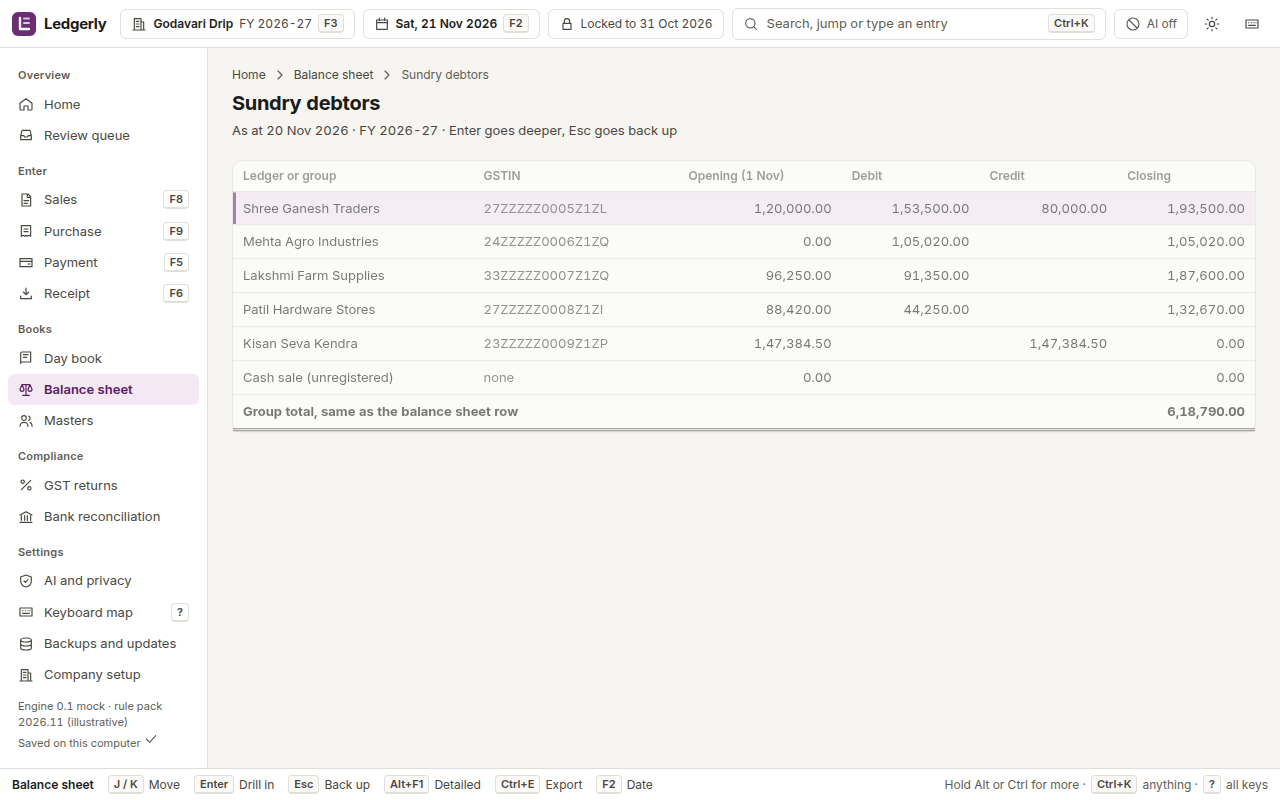 Ledgerly
Godavari Drip FY 2026-27 F3
Sat, 21 Nov 2026 F2
Locked to 31 Oct 2026
Search, jump or type an entry Ctrl+K
AI off
Overview
Home
Review queue
Enter
Sales F8
Purchase F9
Payment F5
Receipt F6
Books
Day book
Balance sheet
Masters
Compliance
GST returns
Bank reconciliation
Settings
AI and privacy
Keyboard map ?
Backups and updates
Company setup
Engine 0.1 mock · rule pack
2026.11 (illustrative)
Saved on this computer
Home > Balance sheet > Sundry debtors
Sundry debtors
As at 20 Nov 2026 · FY 2026-27 · Enter goes deeper, Esc goes back up
Ledger or group GSTIN Opening (1 Nov) Debit Credit Closing
Shree Ganesh Traders 27ZZZZZ0005Z1ZL 1,20,000.00 1,53,500.00 80,000.00 1,93,500.00
Mehta Agro Industries 24ZZZZZ0006Z1ZQ 0.00 1,05,020.00 1,05,020.00
Lakshmi Farm Supplies 33ZZZZZ0007Z1ZQ 96,250.00 91,350.00 1,87,600.00
Patil Hardware Stores 27ZZZZZ0008Z1ZI 88,420.00 44,250.00 1,32,670.00
Kisan Seva Kendra 23ZZZZZ0009Z1ZP 1,47,384.50 1,47,384.50 0.00
Cash sale (unregistered) none 0.00 0.00
Group total, same as the balance sheet row 6,18,790.00
Balance sheet J / K Move Enter Drill in Esc Back up Alt+F1 Detailed Ctrl+E Export F2 Date
Hold Alt or Ctrl for more · Ctrl+K anything · ? all keys